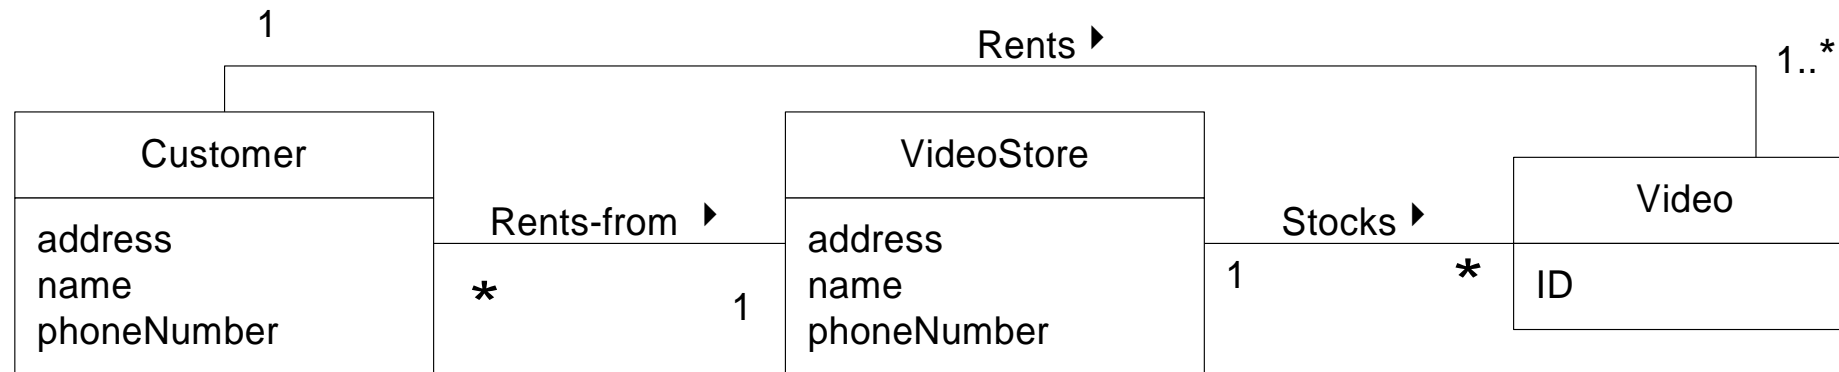 1
Rents
1..*
Customer
VideoStore
Video
Rents-from
Stocks
address
name
phoneNumber
address
name
phoneNumber
ID
*
1
1
*